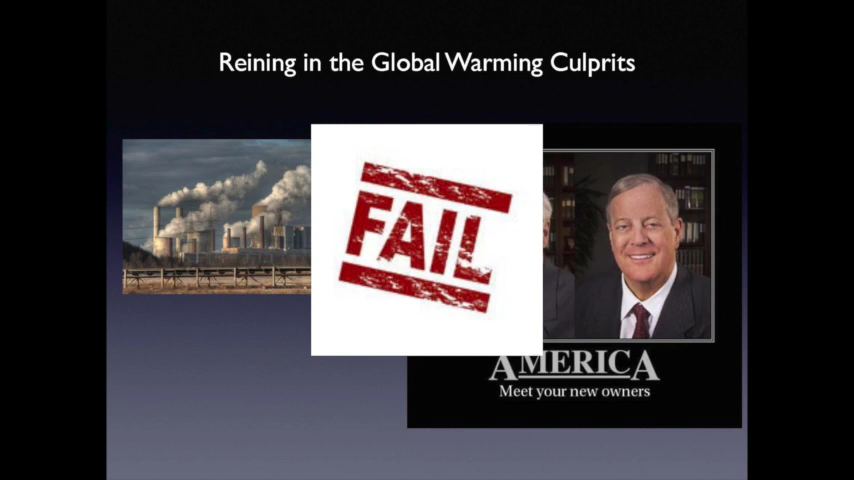 Reining in the Global Warming Culprits
FAIL
AMERICA
Meet your new owners